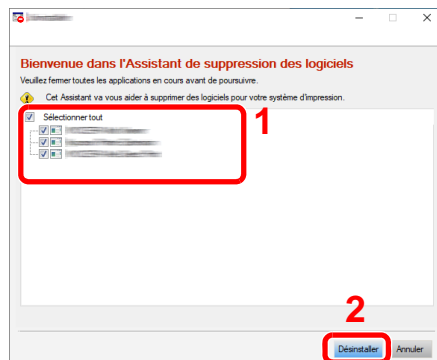 Bienvenue dans l'Assistant de suppression des logiciels
Veuillez fermer toutes les applications en cours avant de poursuivre.
Cet Assistant va vous aider à supprimer des logiciels pour votre système d'impression.
Sélectionner tout
1
2
Désinstaller Annuler